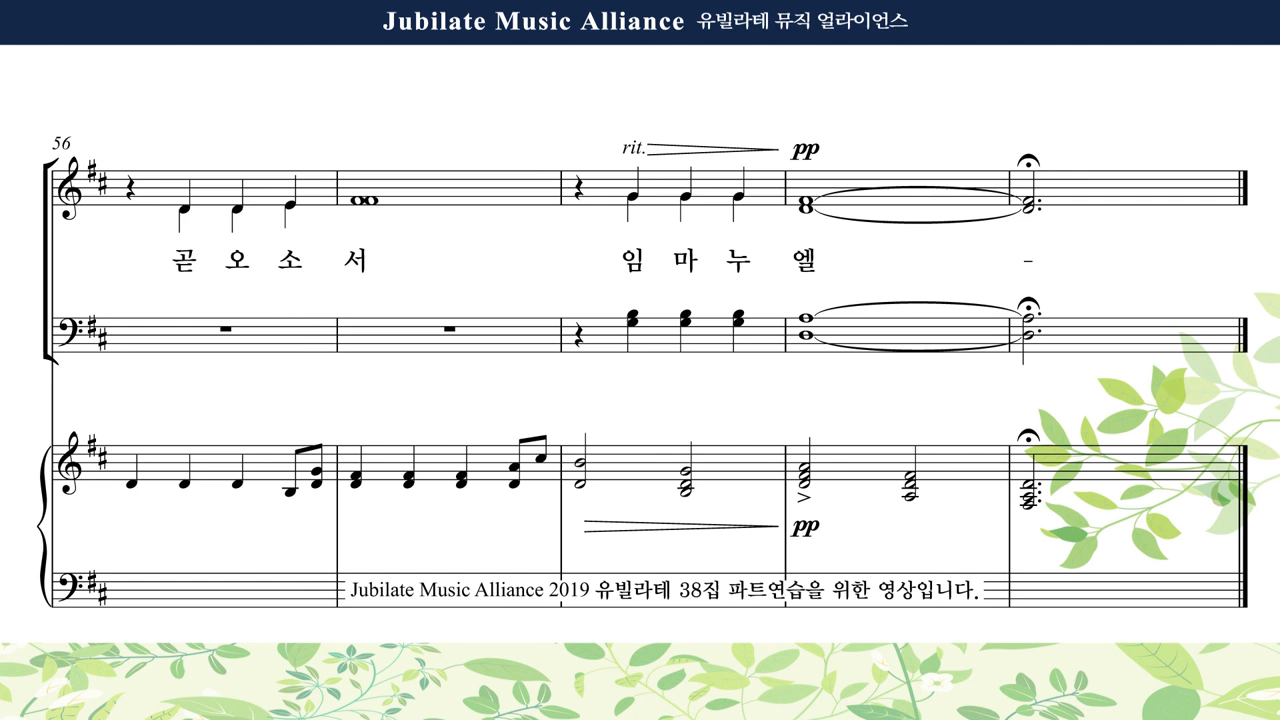 Jubilate Music Alliance 유빌라테 뮤직 얼라이언스
56
rit.
pp
곧 오 소 서 임 마 누 엘 -
pp
Jubilate Music Alliance 2019 유빌라테 38집 파트연습을 위한 영상입니다.